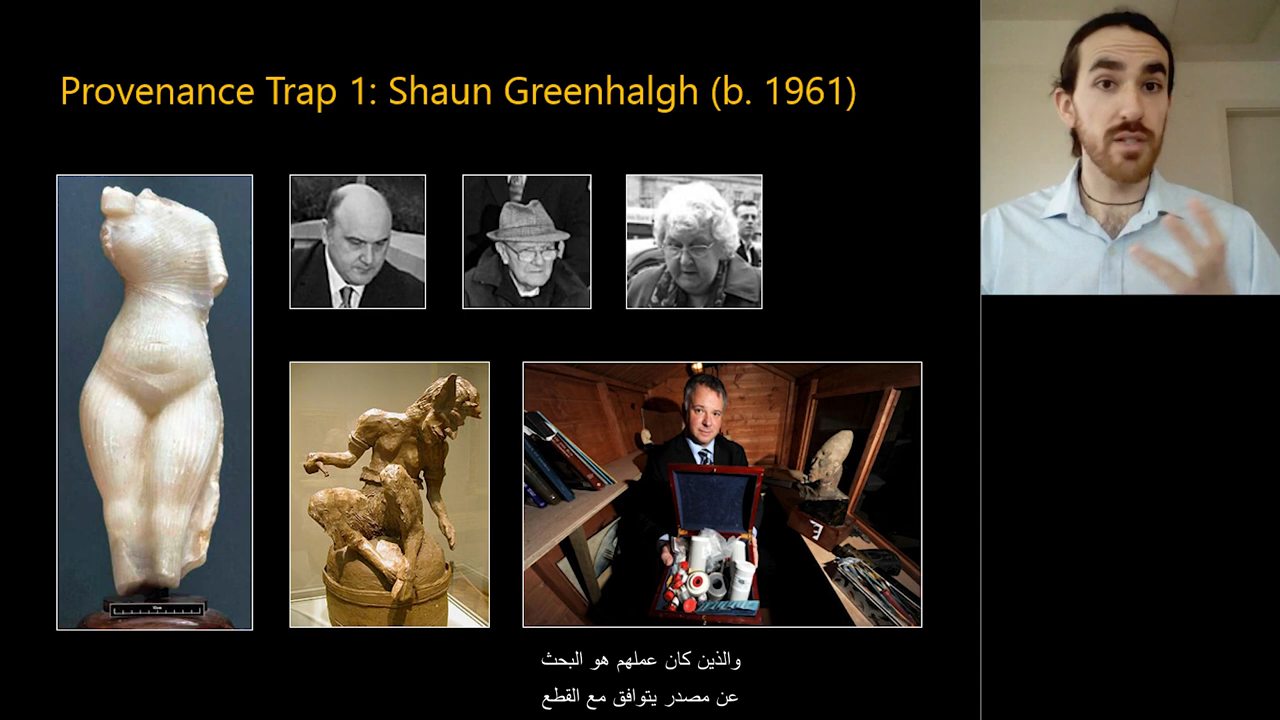 Provenance Trap 1: Shaun Greenhalgh (b. 1961)
والذين كان عملهم هو البحث
عن مصدر يتوافق مع القطع